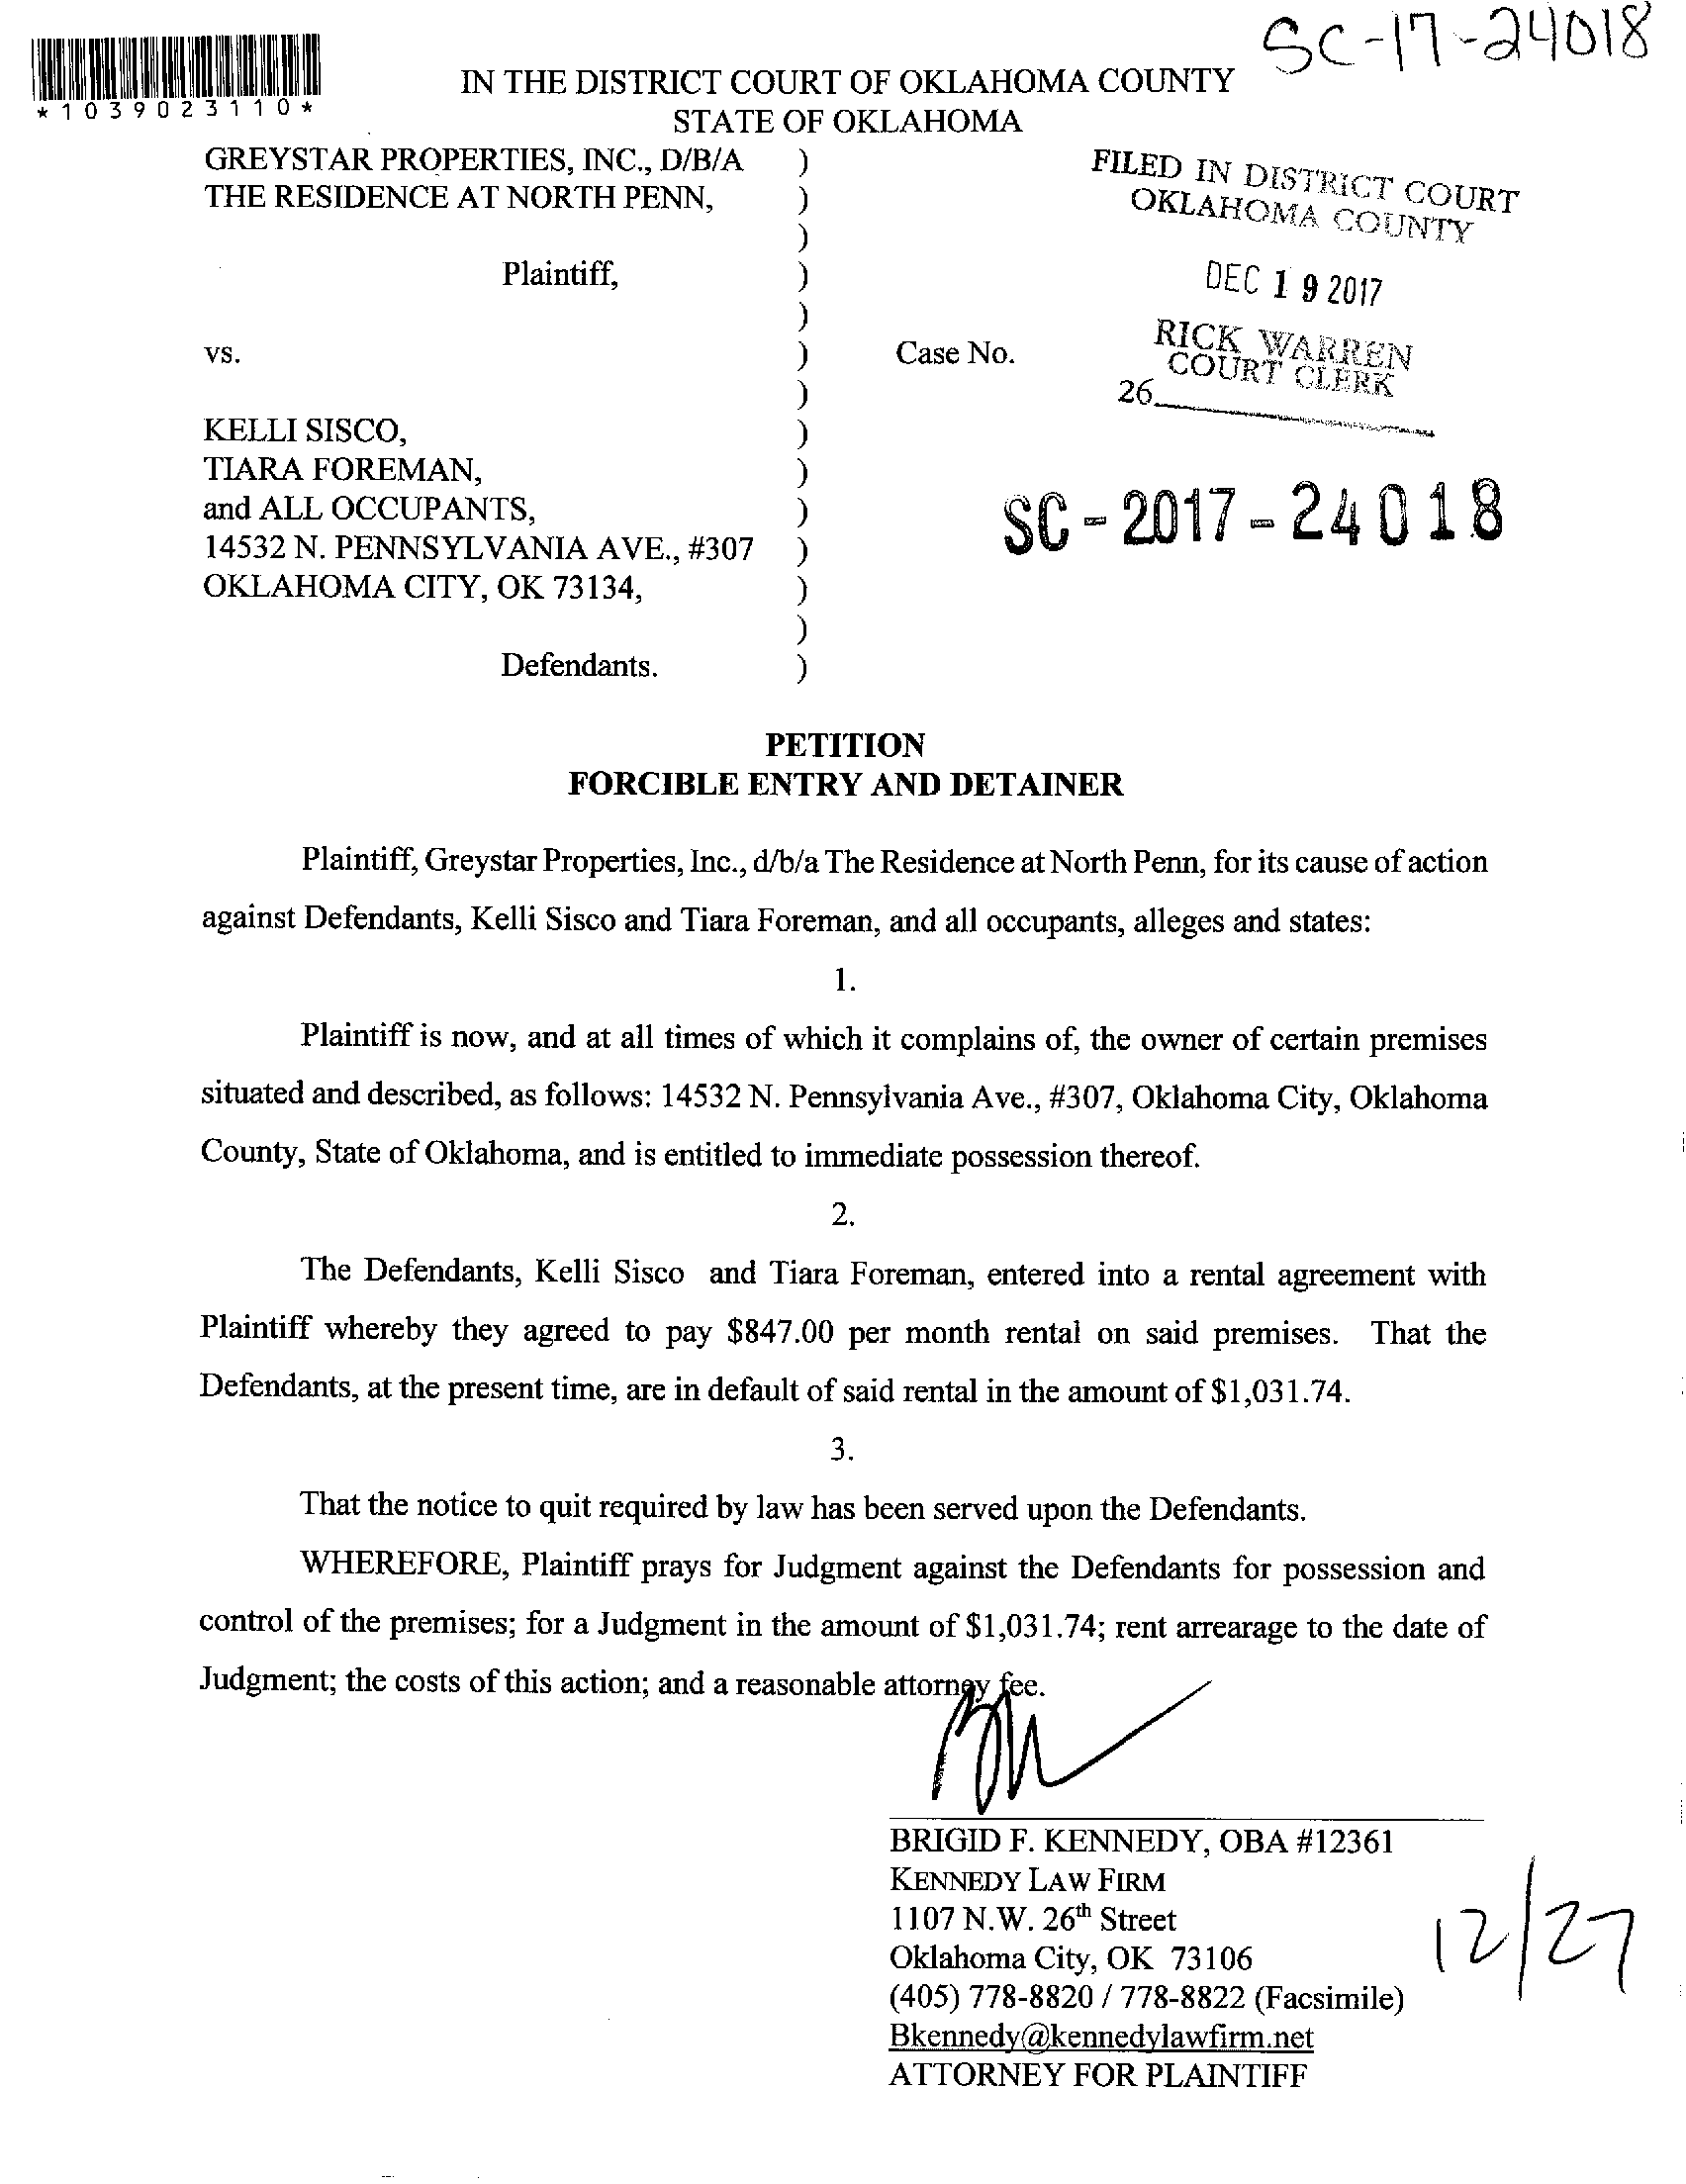 SC-17-24018
*1039023110*
IN THE DISTRICT COURT OF OKLAHOMA COUNTY
STATE OF OKLAHOMA
GREYSTAR PROPERTIES, INC., D/B/A )
THE RESIDENCE AT NORTH PENN, )
)
Plaintiff, )
)
vs. ) Case No.
)
KELLI SISCO, )
TIARA FOREMAN, )
and ALL OCCUPANTS, )
14532 N. PENNSYLVANIA AVE., #307 )
OKLAHOMA CITY, OK 73134, )
)
Defendants. )
FILED IN DISTRICT COURT
OKLAHOMA COUNTY
DEC 19 2017
RICK WARREN
COURT CLERK
26
SC-2017-24018
PETITION
FORCIBLE ENTRY AND DETAINER
Plaintiff, Greystar Properties, Inc., d/b/a The Residence at North Penn, for its cause of action
against Defendants, Kelli Sisco and Tiara Foreman, and all occupants, alleges and states:
1.
Plaintiff is now, and at all times of which it complains of, the owner of certain premises
situated and described, as follows: 14532 N. Pennsylvania Ave., #307, Oklahoma City, Oklahoma
County, State of Oklahoma, and is entitled to immediate possession thereof.
2.
The Defendants, Kelli Sisco and Tiara Foreman, entered into a rental agreement with
Plaintiff whereby they agreed to pay $847.00 per month rental on said premises. That the
Defendants, at the present time, are in default of said rental in the amount of $1,031.74.
3.
That the notice to quit required by law has been served upon the Defendants.
WHEREFORE, Plaintiff prays for Judgment against the Defendants for possession and
control of the premises; for a Judgment in the amount of $1,031.74; rent arrearage to the date of
Judgment; the costs of this action; and a reasonable attorney fee.
BRIGID F. KENNEDY, OBA #12361
KENNEDY LAW FIRM
1107 N.W. 26th Street
Oklahoma City, OK 73106
(405) 778-8820 / 778-8822 (Facsimile)
Bkennedy@kennedylawfirm.net
ATTORNEY FOR PLAINTIFF
12/27